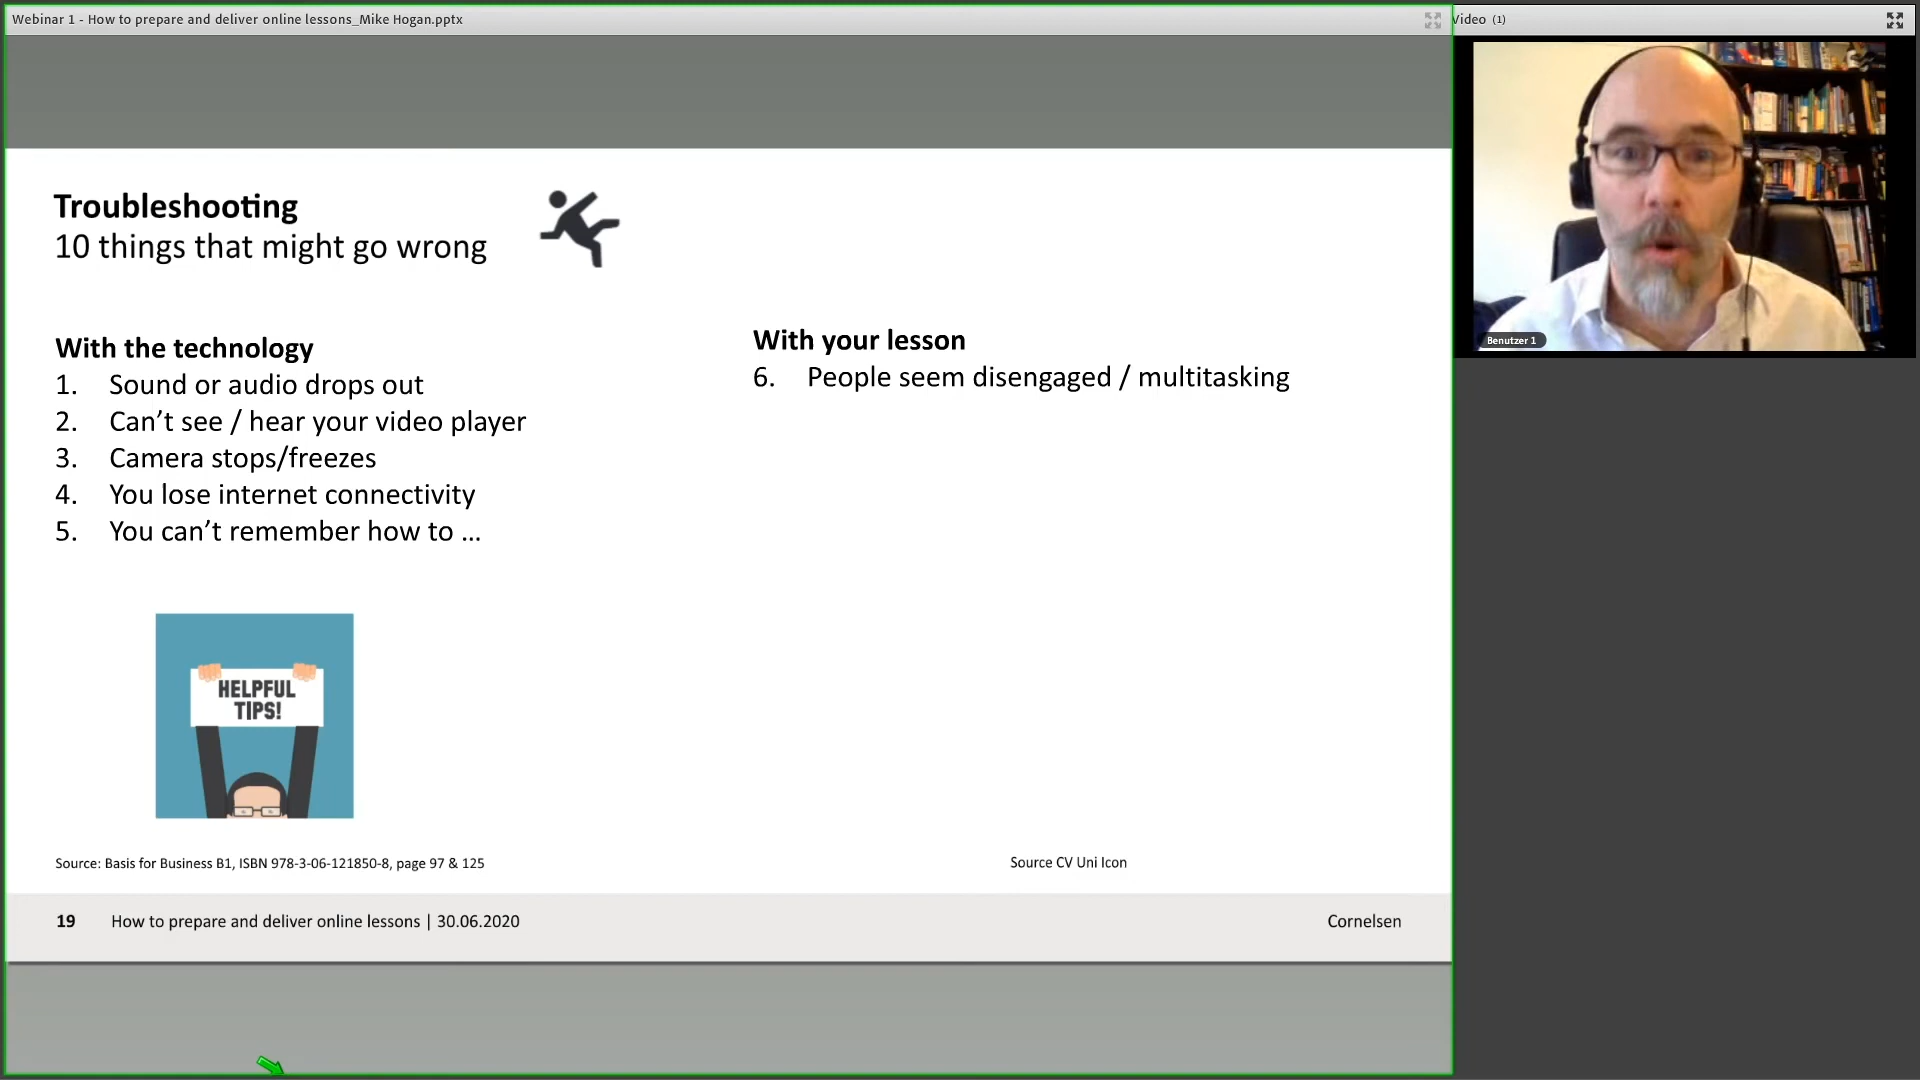 Webinar 1 - How to prepare and deliver online lessons_Mike Hogan.pptx
Video (1)
Troubleshooting
10 things that might go wrong
With the technology
1. Sound or audio drops out
2. Can’t see / hear your video player
3. Camera stops/freezes
4. You lose internet connectivity
5. You can’t remember how to ...
With your lesson
6. People seem disengaged / multitasking
HELPFUL
TIPS!
Source: Basis for Business B1, ISBN 978-3-06-121850-8, page 97 & 125
Source CV Uni Icon
19 How to prepare and deliver online lessons | 30.06.2020
Cornelsen
Benutzer 1